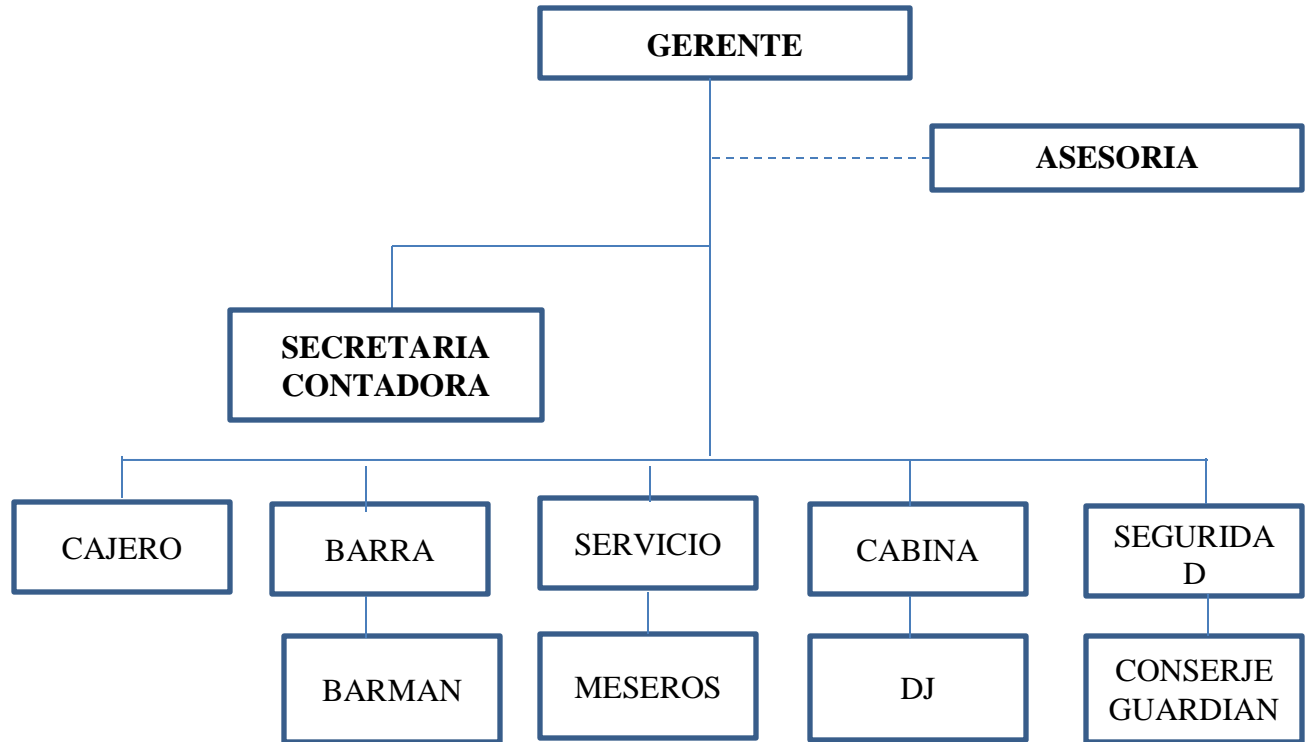 GERENTE
ASESORIA
SECRETARIA
CONTADORA
CAJERO
BARRA
SERVICIO
CABINA
SEGURIDA
D
BARMAN
MESEROS
DJ
CONSERJE
GUARDIAN